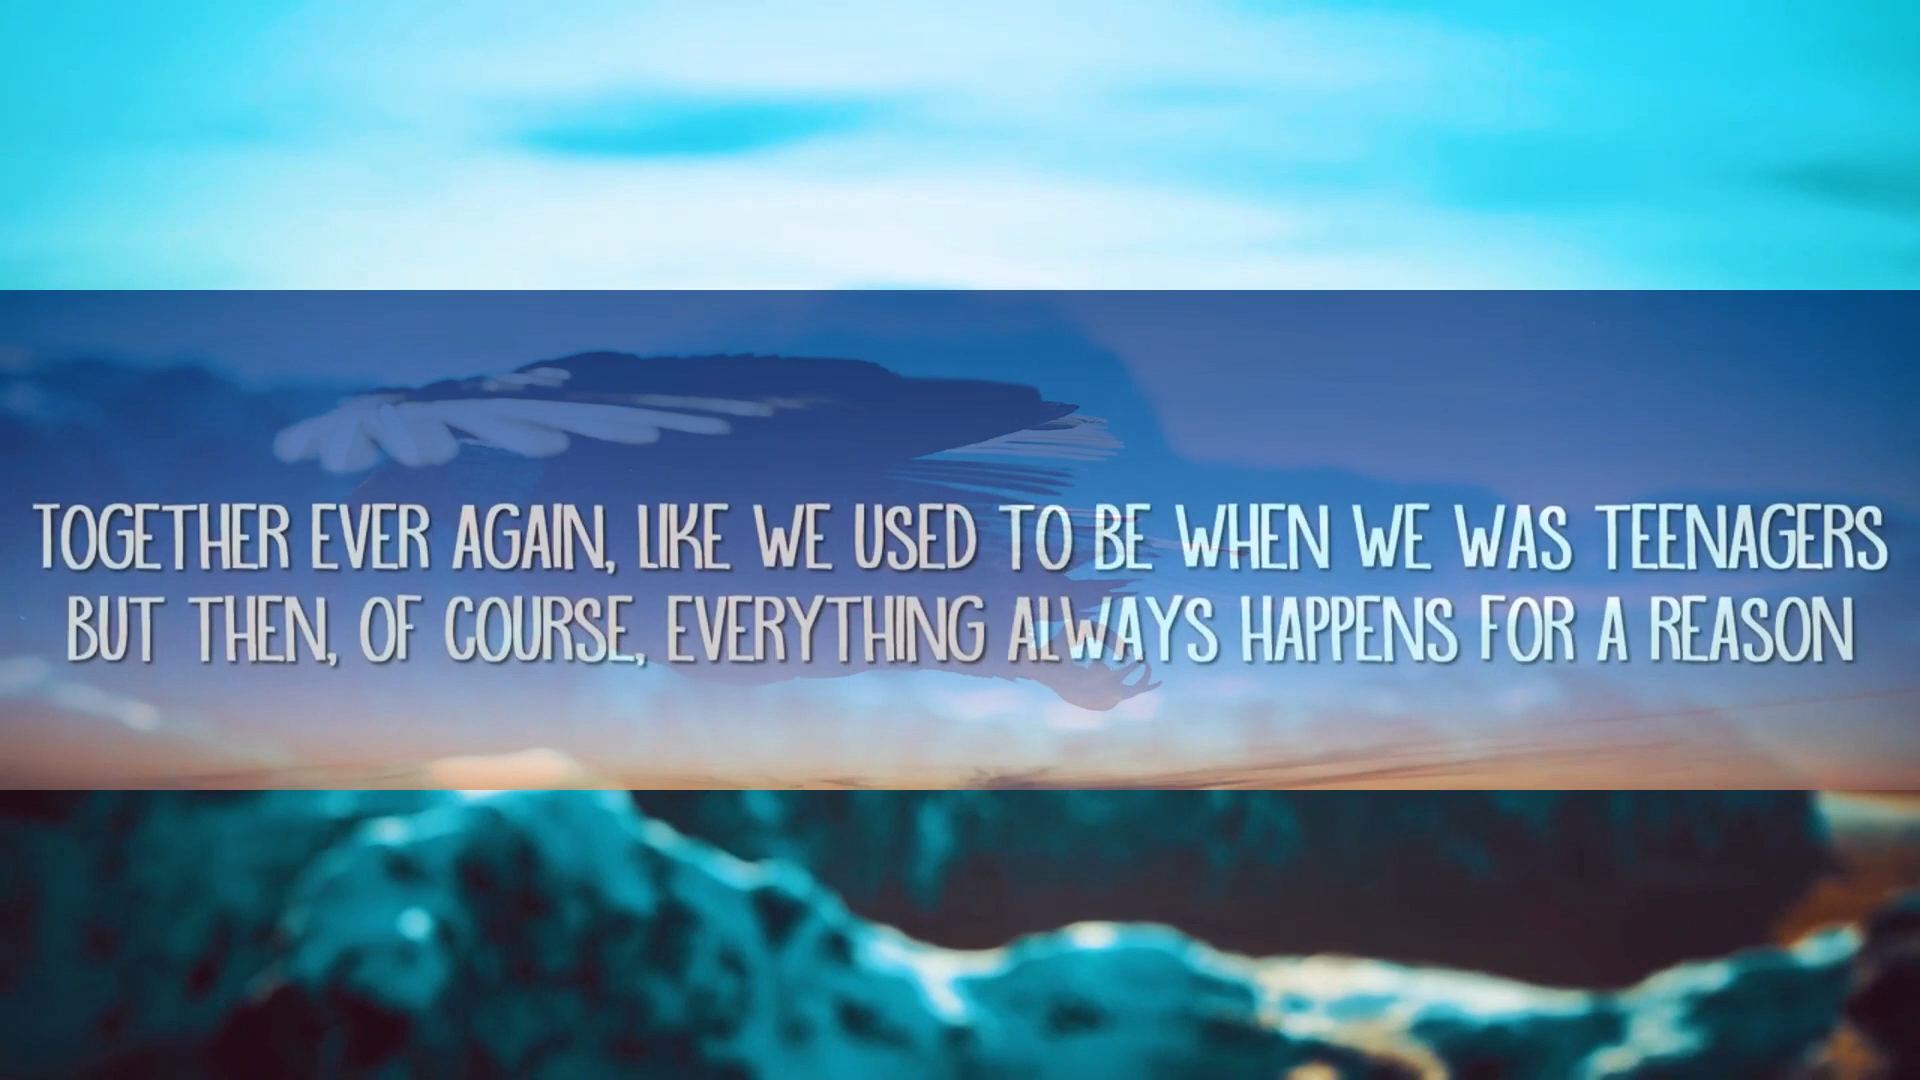 TOGETHER EVER AGAIN, LIKE WE USED TO BE WHEN WE WAS TEENAGERS
BUT THEN, OF COURSE, EVERYTHING ALWAYS HAPPENS FOR A REASON